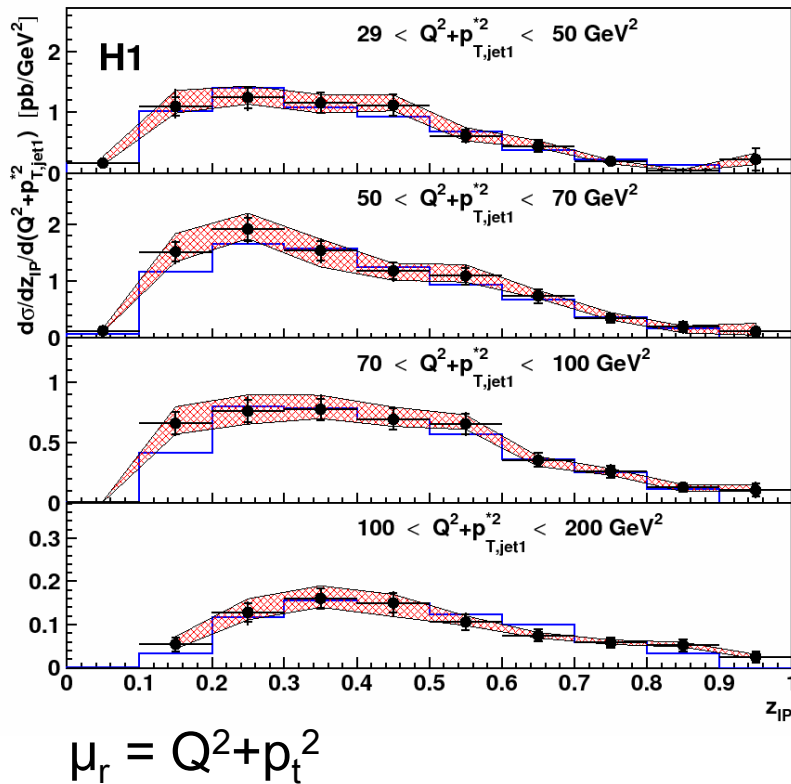 H1
29 < Q²+p*²T,jet1 < 50 GeV²
dσ/dzIP/d(Q²+p*²T,jet1) [pb/GeV²]
2
1
0
50 < Q²+p*²T,jet1 < 70 GeV²
2
1
0
70 < Q²+p*²T,jet1 < 100 GeV²
1
0.5
0
100 < Q²+p*²T,jet1 < 200 GeV²
0.3
0.2
0.1
0
0 0.1 0.2 0.3 0.4 0.5 0.6 0.7 0.8 0.9 1
zIP
μr = Q²+pt²